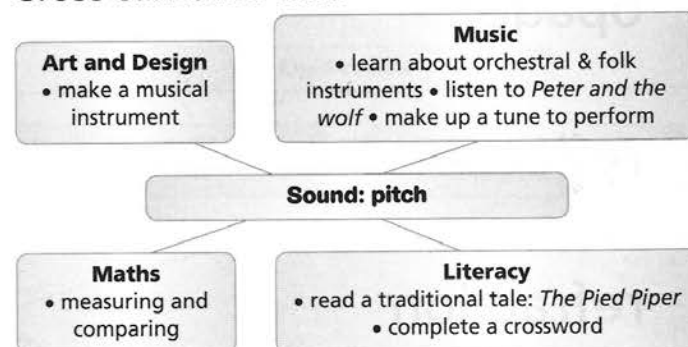 Art and Design
• make a musical
instrument
Music
• learn about orchestral & folk
instruments • listen to Peter and the
wolf • make up a tune to perform
Sound: pitch
Maths
• measuring and
comparing
Literacy
• read a traditional tale: The Pied Piper
• complete a crossword